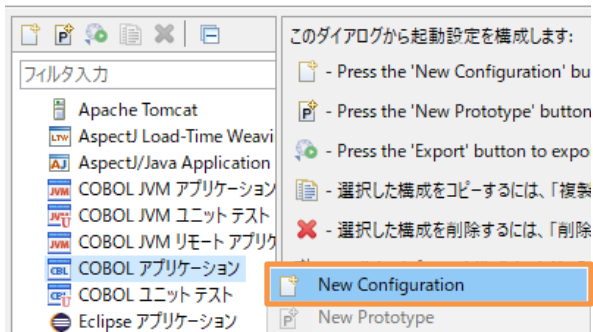 このダイアログから起動設定を構成します:
フィルタ入力
- Press the 'New Configuration' bu
Apache Tomcat
- Press the 'New Prototype' button
AspectJ Load-Time Weavi
AspectJ/Java Application
- Press the 'Export' button to expo
COBOL JVM アプリケーション
- 選択した構成をコピーするには、「複製
COBOL JVM ユニット テスト
COBOL JVM リモート アプリケ
- 選択した構成を削除するには、「削除
COBOL アプリケーション
New Configuration
COBOL ユニット テスト
New Prototype
Eclipse アプリケーション